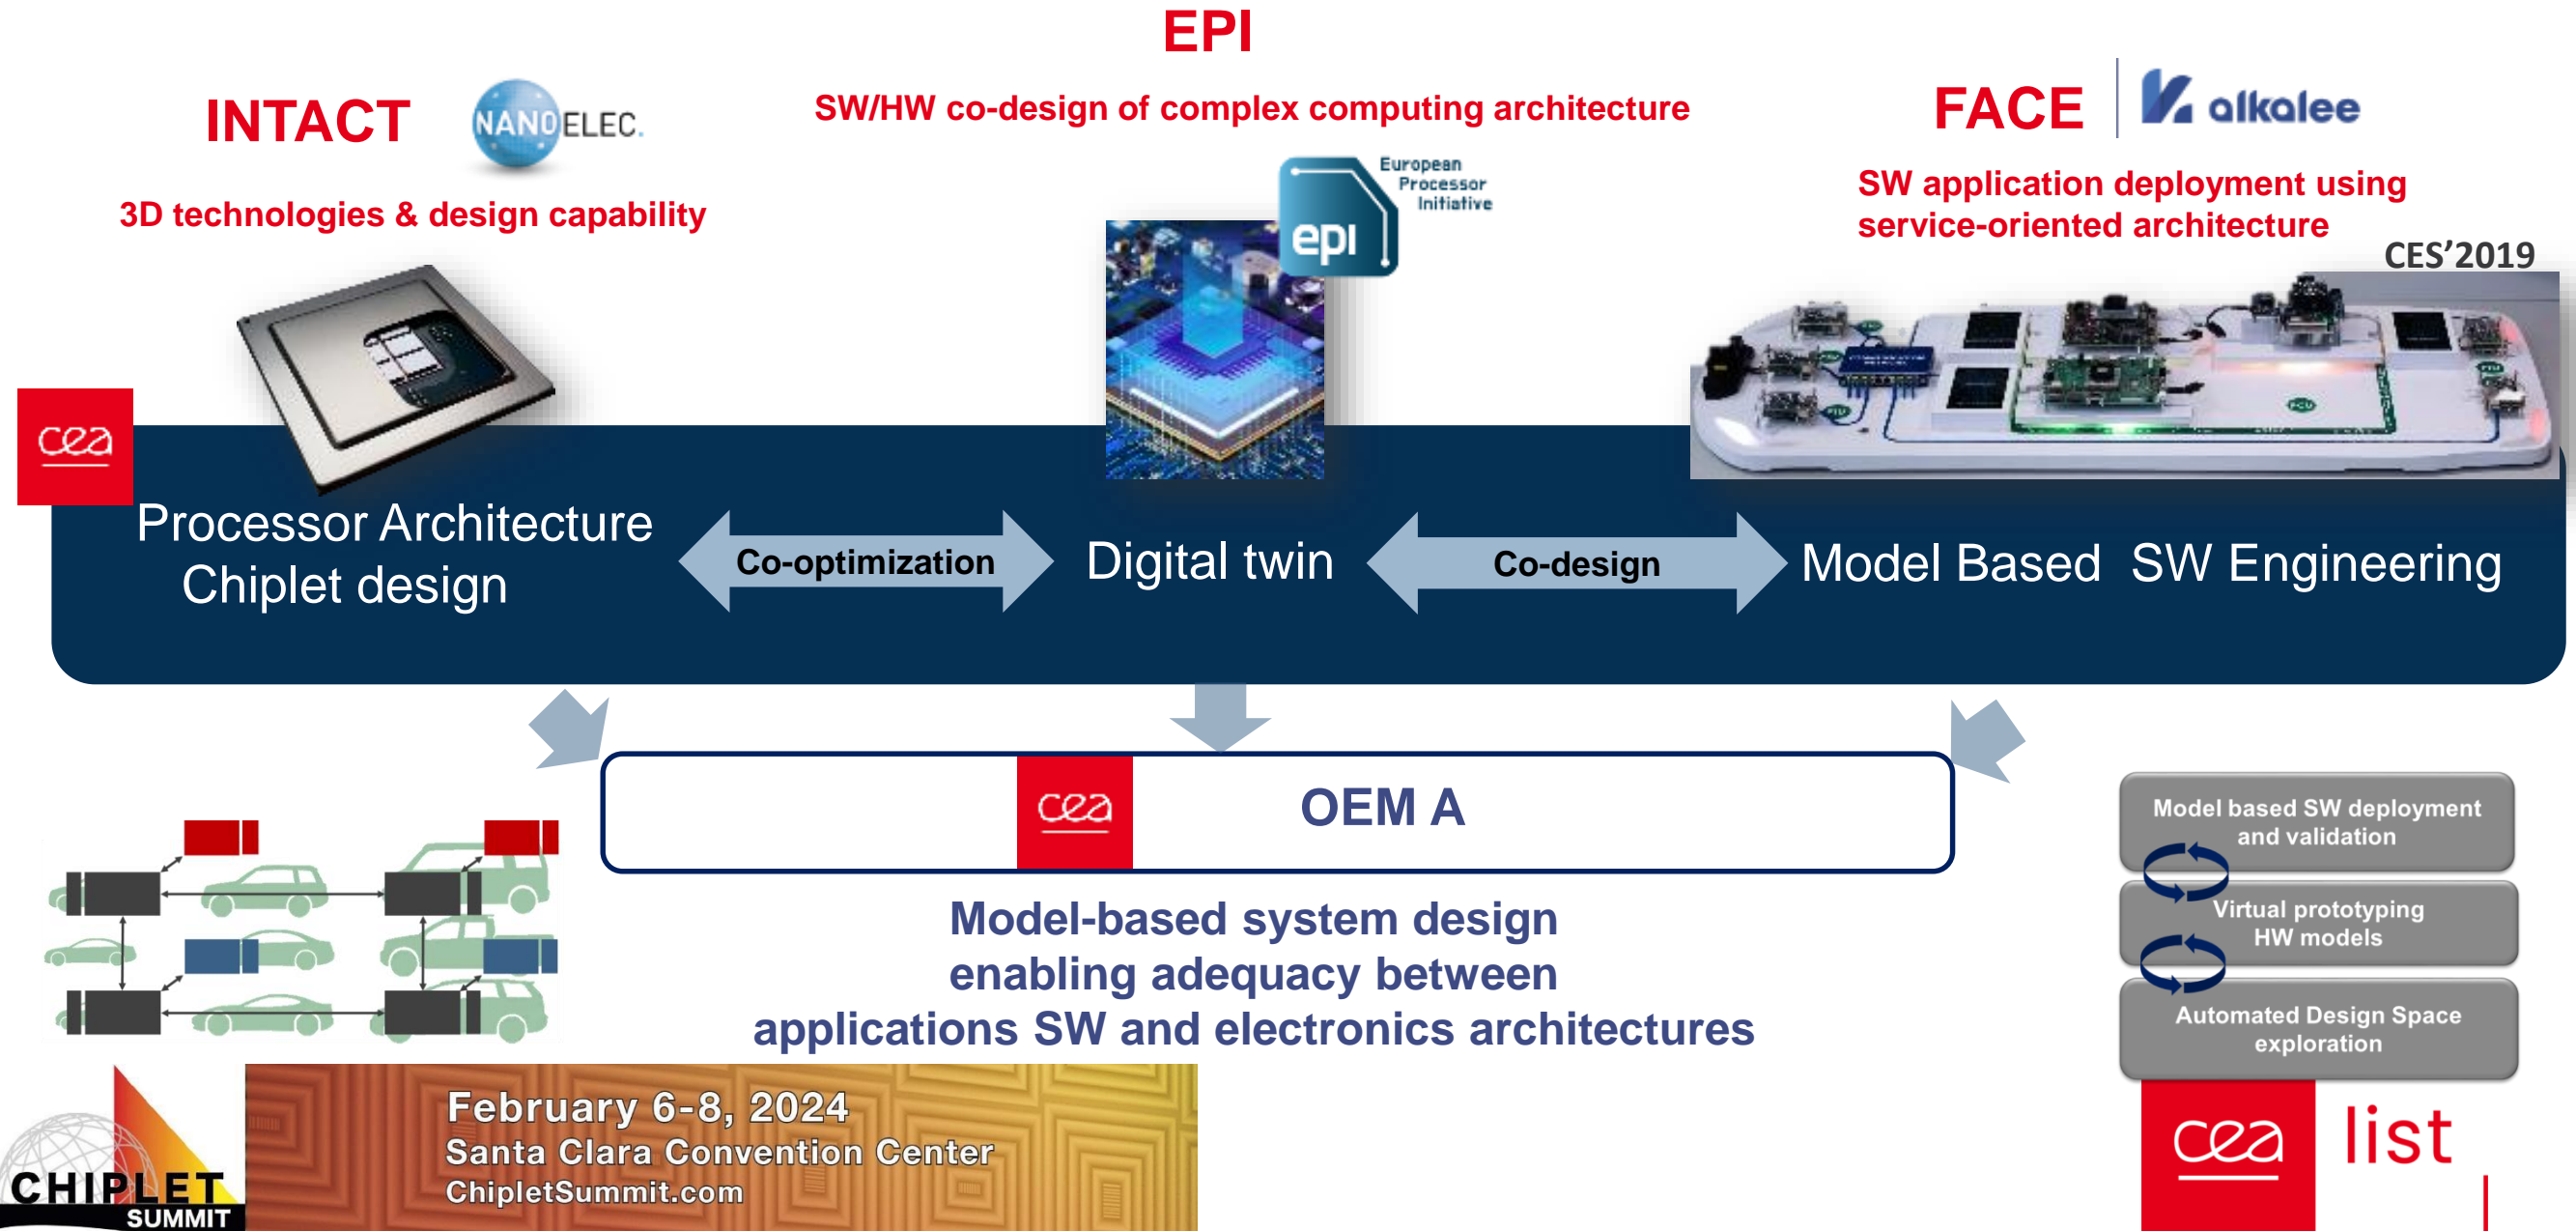 EPI
SW/HW co-design of complex computing architecture
INTACT
NANOELEC.
3D technologies & design capability
FACE
alkalee
SW application deployment using
service-oriented architecture
CES’2019
European
Processor
Initiative
epi
cea
Processor Architecture
Chiplet design
Co-optimization
Digital twin
Co-design
Model Based SW Engineering
cea
OEM A
Model-based system design
enabling adequacy between
applications SW and electronics architectures
Model based SW deployment
and validation
Virtual prototyping
HW models
Automated Design Space
exploration
CHIPLET
SUMMIT
February 6-8, 2024
Santa Clara Convention Center
ChipletSummit.com
cea
list